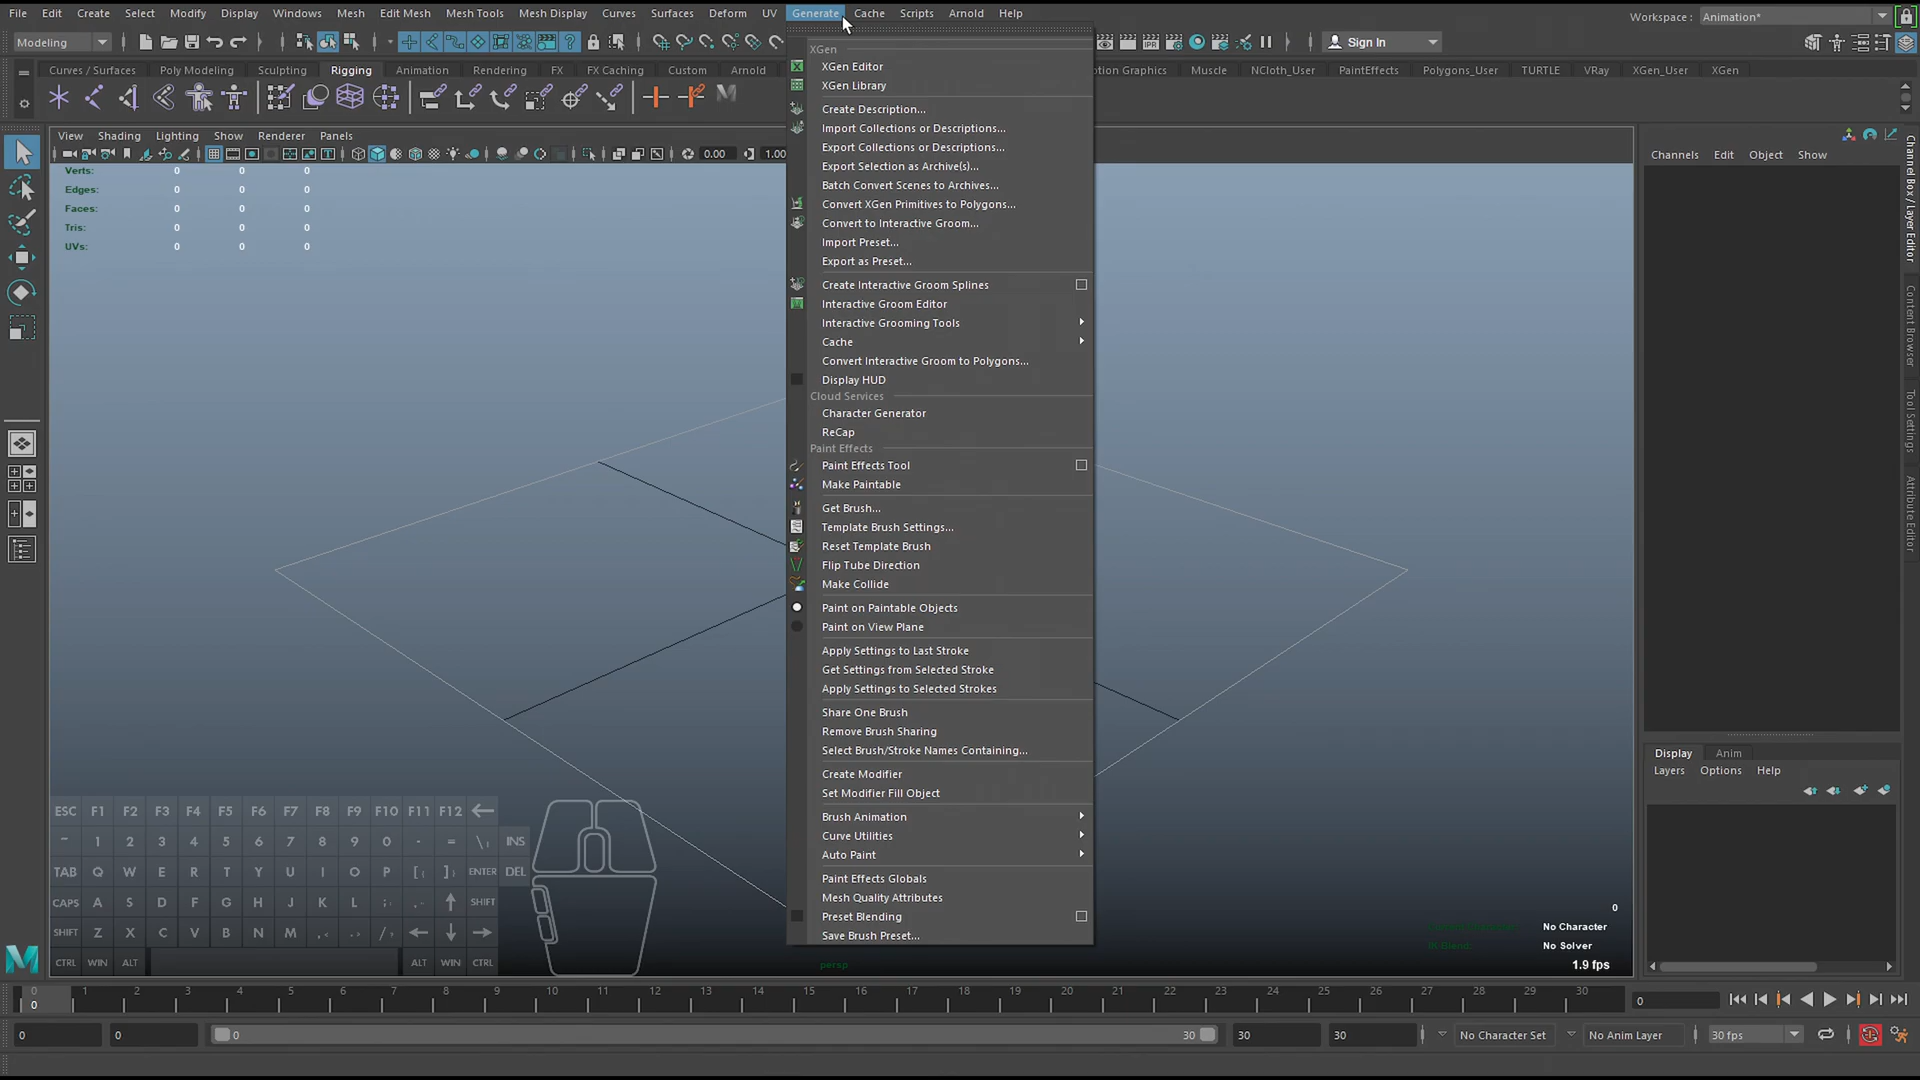 File Edit Create Select Modify Display Windows Mesh Edit Mesh Mesh Tools Mesh Display Curves Surfaces Deform UV Generate Cache Scripts Arnold Help Workspace : Animation*
Modeling IPR Sign In
Curves / Surfaces Poly Modeling Sculpting Rigging Animation Rendering FX FX Caching Custom Arnold ption Graphics Muscle NCloth_User PaintEffects Polygons_User TURTLE VRay XGen_User XGen
View Shading Lighting Show Renderer Panels
0.00 1.00
Channels Edit Object Show
Verts: 0 0 0
Edges: 0 0 0
Faces: 0 0 0
Tris: 0 0 0
UVs: 0 0 0
XGen
XGen Editor
XGen Library
Create Description...
Import Collections or Descriptions...
Export Collections or Descriptions...
Export Selection as Archive(s)...
Batch Convert Scenes to Archives...
Convert XGen Primitives to Polygons...
Convert to Interactive Groom...
Import Preset...
Export as Preset...
Create Interactive Groom Splines
Interactive Groom Editor
Interactive Grooming Tools
Cache
Convert Interactive Groom to Polygons...
Display HUD
Cloud Services
Character Generator
ReCap
Paint Effects
Paint Effects Tool
Make Paintable
Get Brush...
Template Brush Settings...
Reset Template Brush
Flip Tube Direction
Make Collide
Paint on Paintable Objects
Paint on View Plane
Apply Settings to Last Stroke
Get Settings from Selected Stroke
Apply Settings to Selected Strokes
Share One Brush
Remove Brush Sharing
Select Brush/Stroke Names Containing...
Create Modifier
Set Modifier Fill Object
Brush Animation
Curve Utilities
Auto Paint
Paint Effects Globals
Mesh Quality Attributes
Preset Blending
Save Brush Preset...
Channel Box / Layer Editor
Content Browser
Tool Settings
Attribute Editor
Display Anim
Layers Options Help
ESC F1 F2 F3 F4 F5 F6 F7 F8 F9 F10 F11 F12
~ 1 2 3 4 5 6 7 8 9 0 - = \ INS
TAB Q W E R T Y U I O P [ ] ENTER DEL
CAPS A S D F G H J K L ; SHIFT
SHIFT Z X C V B N M , .
CTRL WIN ALT ALT WIN CTRL
0
No Character
No Solver
1.9 fps
persp
0 1 2 3 4 5 6 7 8 9 10 11 12 13 14 15 16 17 18 19 20 21 22 23 24 25 26 27 28 29 30
0 0
0 0 0 30 30 30 No Character Set No Anim Layer 30 fps